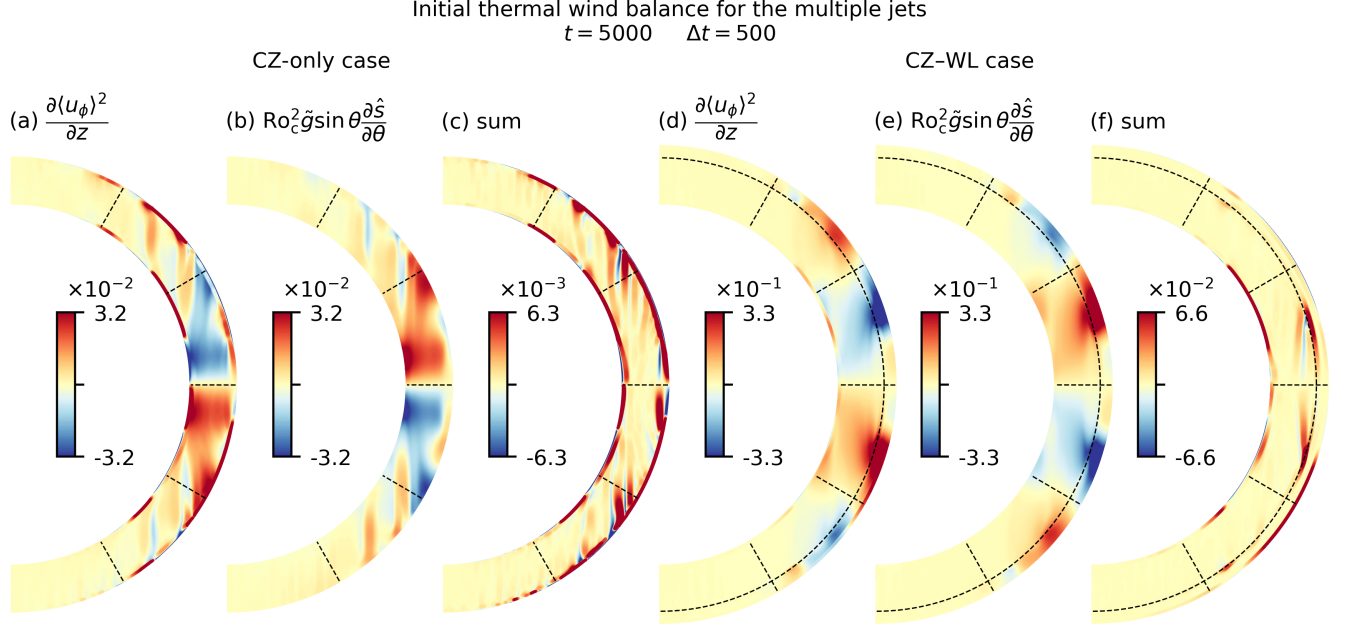 Initial thermal wind balance for the multiple jets
t = 5000 Δt = 500
CZ-only case
CZ–WL case
(a) ∂⟨u_ϕ⟩²/∂z
(b) Ro_c² g̃ sin θ ∂ŝ/∂θ
(c) sum
(d) ∂⟨u_ϕ⟩²/∂z
(e) Ro_c² g̃ sin θ ∂ŝ/∂θ
(f) sum
×10⁻²
3.2
-3.2
×10⁻²
3.2
-3.2
×10⁻³
6.3
-6.3
×10⁻¹
3.3
-3.3
×10⁻¹
3.3
-3.3
×10⁻²
6.6
-6.6